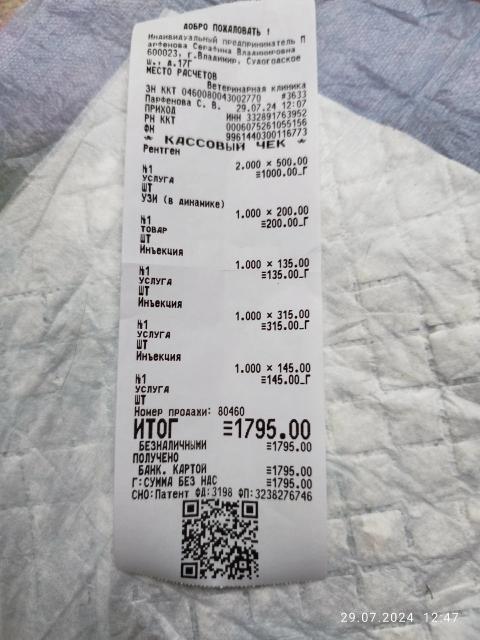 ДОБРО ПОЖАЛОВАТЬ !
Индивидуальный предприниматель П
арфенова Серафина Владимировна
600023, г.Владимир, Судогодское
ш., д.17Г
МЕСТО РАСЧЕТОВ
Ветеринарная клиника
ЗН ККТ 0460080043002770 #3633
Парфенова С. В. 29.07.24 12:07
ПРИХОД ИНН 332891763952
РН ККТ 0006075261055156
ФН 9961440300116773
* КАССОВЫЙ ЧЕК *
Рентген
2.000 × 500.00
№1 ≡1000.00_Г
УСЛУГА
ШТ
УЗИ (в динамике)
1.000 × 200.00
№1 ≡200.00_Г
ТОВАР
ШТ
Инъекция
1.000 × 135.00
№1 ≡135.00_Г
УСЛУГА
ШТ
Инъекция
1.000 × 315.00
№1 ≡315.00_Г
УСЛУГА
ШТ
Инъекция
1.000 × 145.00
№1 ≡145.00_Г
УСЛУГА
ШТ
Номер продажи: 80460
ИТОГ ≡1795.00
БЕЗНАЛИЧНЫМИ ≡1795.00
ПОЛУЧЕНО
БАНК. КАРТОЙ ≡1795.00
Г:СУММА БЕЗ НДС ≡1795.00
СНО:Патент ФД:3198 ФП:3238276746
29.07.2024 12:47